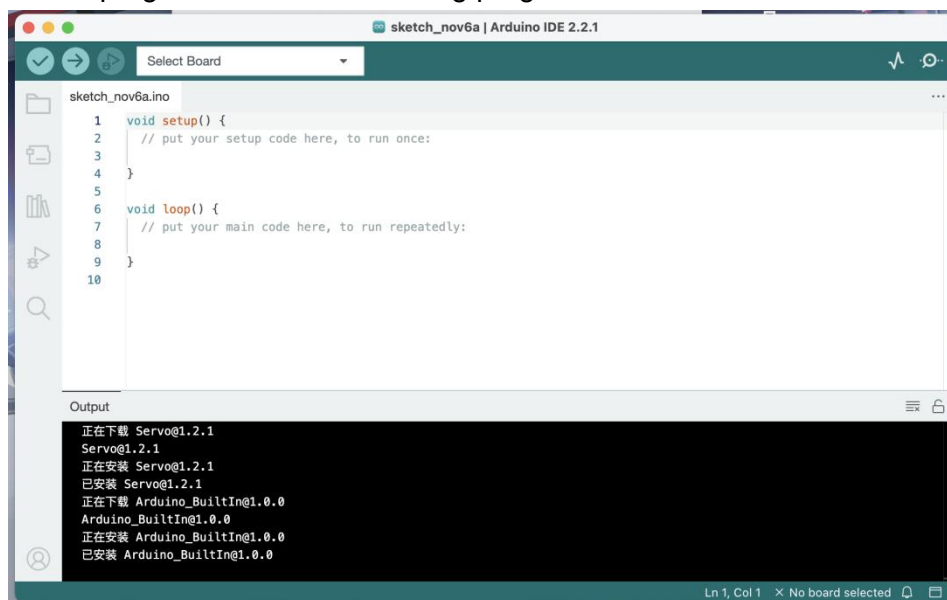 sketch_nov6a | Arduino IDE 2.2.1
Select Board
sketch_nov6a.ino
1 void setup() {
2 // put your setup code here, to run once:
3
4 }
5
6 void loop() {
7 // put your main code here, to run repeatedly:
8
9 }
10
Output
正在下载 Servo@1.2.1
Servo@1.2.1
正在安装 Servo@1.2.1
已安装 Servo@1.2.1
正在下载 Arduino_BuiltIn@1.0.0
Arduino_BuiltIn@1.0.0
正在安装 Arduino_BuiltIn@1.0.0
已安装 Arduino_BuiltIn@1.0.0
Ln 1, Col 1 × No board selected